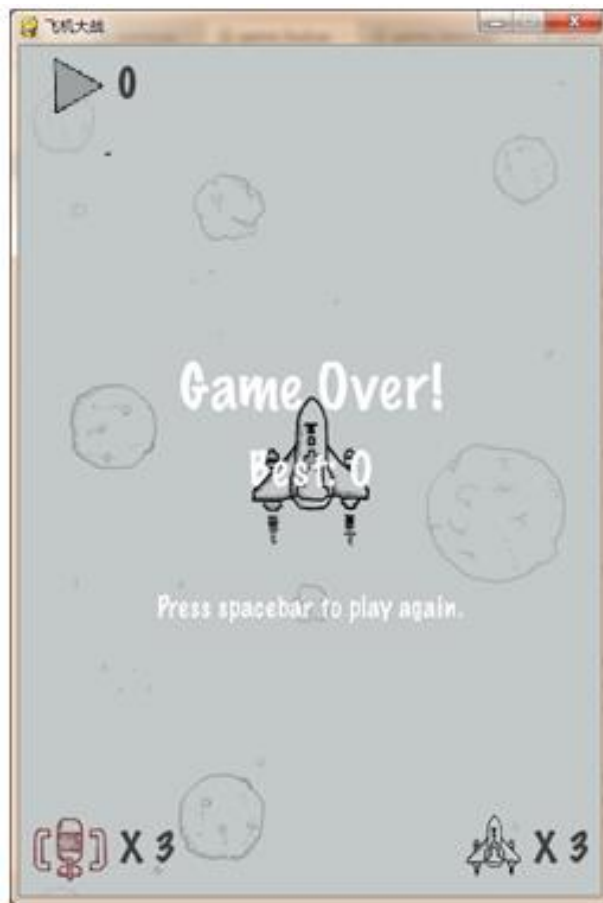 飞机大战
0
Game Over!
Best: 0
Press spacebar to play again.
X 3
X 3